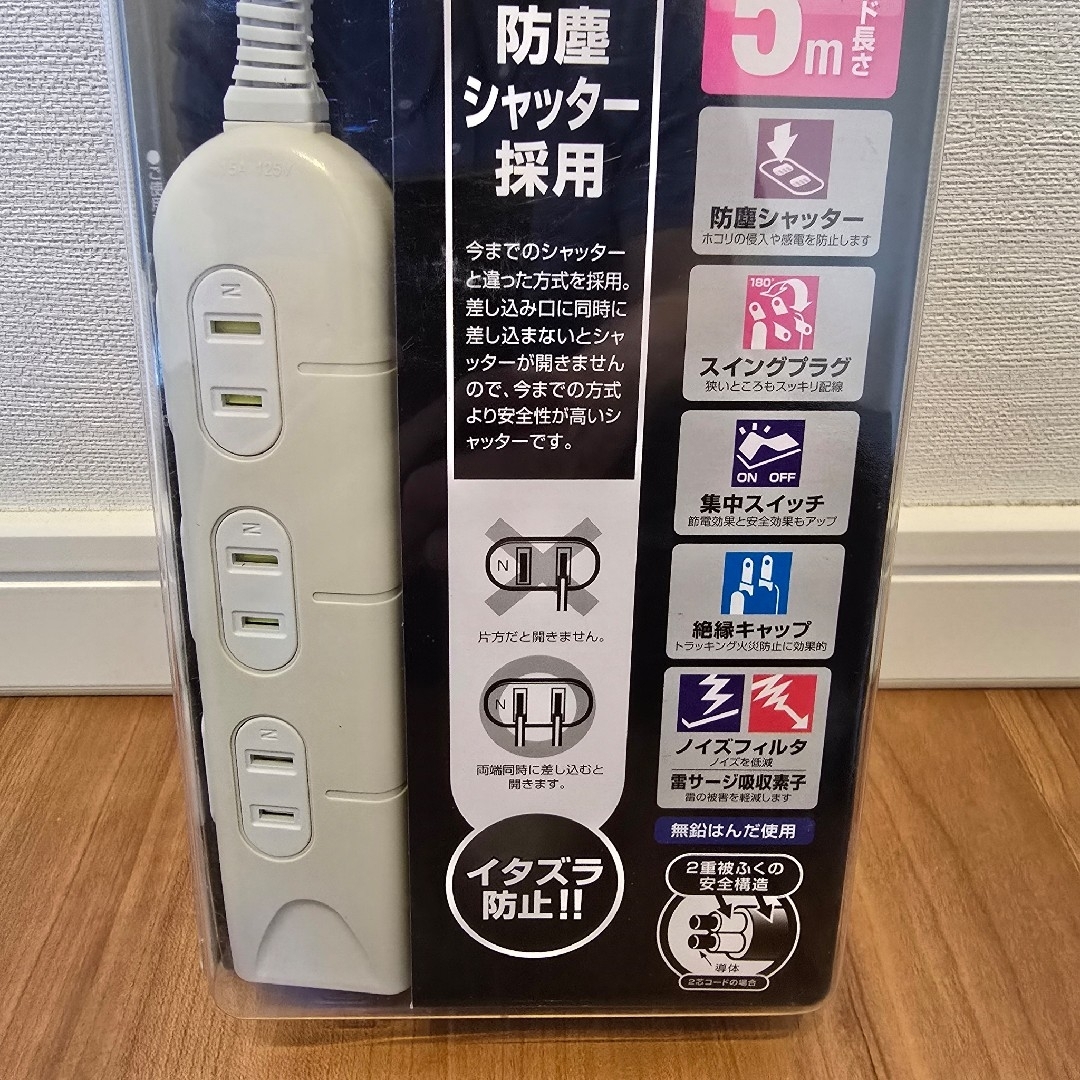 防塵
シャッター
採用
今までのシャッター
と違った方式を採用。
差し込み口に同時に
差し込まないとシャ
ッターが開きません
ので、今までの方式
より安全性が高いシ
ャッターです。
N
片方だと開きません。
N
両端同時に差し込むと
開きます。
イタズラ
防止!!
5m
ド長さ
防塵シャッター
ホコリの侵入や感電を防止します
180°
スイングプラグ
狭いところもスッキリ配線
ON OFF
集中スイッチ
節電効果と安全効果もアップ
絶縁キャップ
トラッキング火災防止に効果的
ノイズフィルタ
ノイズを低減
雷サージ吸収素子
雷の被害を軽減します
無鉛はんだ使用
2重被ふくの
安全構造
導体
2芯コードの場合
15A 125V
N
N
N